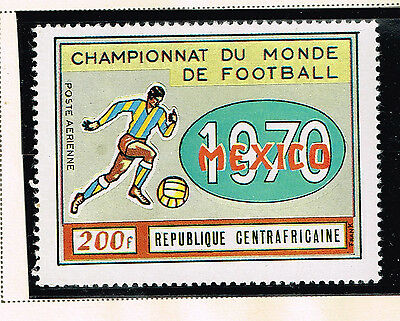 CHAMPIONNAT DU MONDE
DE FOOTBALL
POSTE AERIENNE
1970
MEXICO
200F
REPUBLIQUE CENTRAFRICAINE